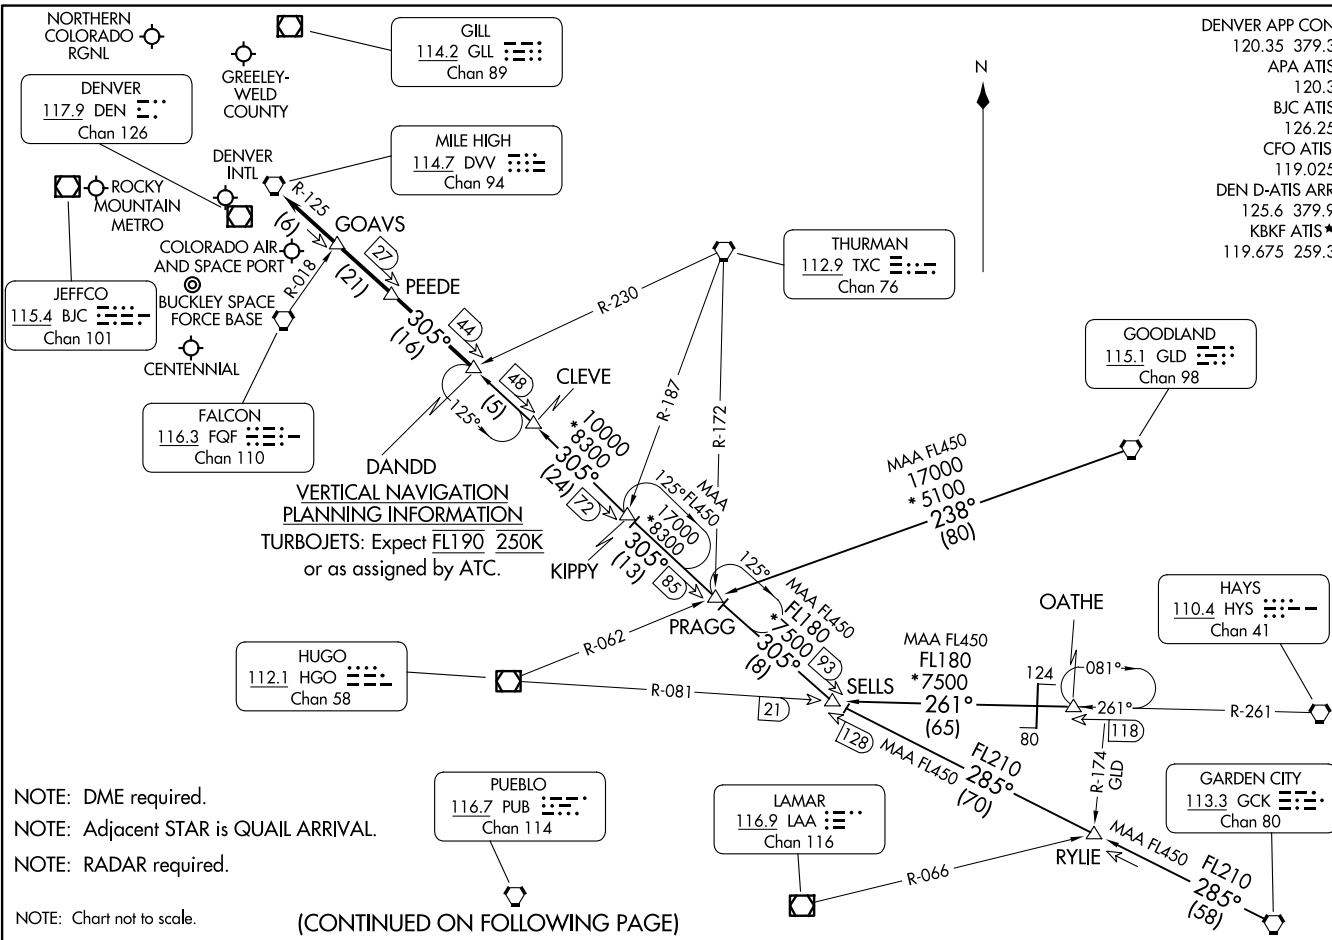 NORTHERN
COLORADO
RGNL
GILL
114.2 GLL
Chan 89
DENVER APP CON
120.35 379.3
APA ATIS
120.3
BJC ATIS
126.25
CFO ATIS
119.025
DEN D-ATIS ARR
125.6 379.9
KBKF ATIS★
119.675 259.3
GREELEY-
WELD
COUNTY
DENVER
117.9 DEN
Chan 126
N
MILE HIGH
114.7 DVV
Chan 94
DENVER
INTL
ROCKY
MOUNTAIN
METRO
R-125
(6)
GOAVS
COLORADO AIR
AND SPACE PORT
27
(21)
PEEDE
R-018
THURMAN
112.9 TXC
Chan 76
R-230
JEFFCO
115.4 BJC
Chan 101
BUCKLEY SPACE
FORCE BASE
CENTENNIAL
305°
(16)
44
GOODLAND
115.1 GLD
Chan 98
48
CLEVE
(5)
125°
R-187
R-172
FALCON
116.3 FQF
Chan 110
DANDD
VERTICAL NAVIGATION
PLANNING INFORMATION
TURBOJETS: Expect FL190 250K
or as assigned by ATC.
10000
*8300
305°
(24)
72
KIPPY
125°
MAA
FL450
17000
*8300
305°
(13)
85
MAA FL450
17000
*5100
238°
(80)
PRAGG
125°
MAA FL450
FL180
*7500
305°
(8)
93
R-062
HUGO
112.1 HGO
Chan 58
R-081
21
SELLS
128
MAA FL450
FL180
*7500
261°
(65)
OATHE
124
80
081°
261°
118
R-261
HAYS
110.4 HYS
Chan 41
MAA FL450
FL210
285°
(70)
R-174
GLD
RYLIE
MAA FL450
FL210
285°
(58)
GARDEN CITY
113.3 GCK
Chan 80
LAMAR
116.9 LAA
Chan 116
R-066
PUEBLO
116.7 PUB
Chan 114
NOTE: DME required.
NOTE: Adjacent STAR is QUAIL ARRIVAL.
NOTE: RADAR required.
NOTE: Chart not to scale.
(CONTINUED ON FOLLOWING PAGE)